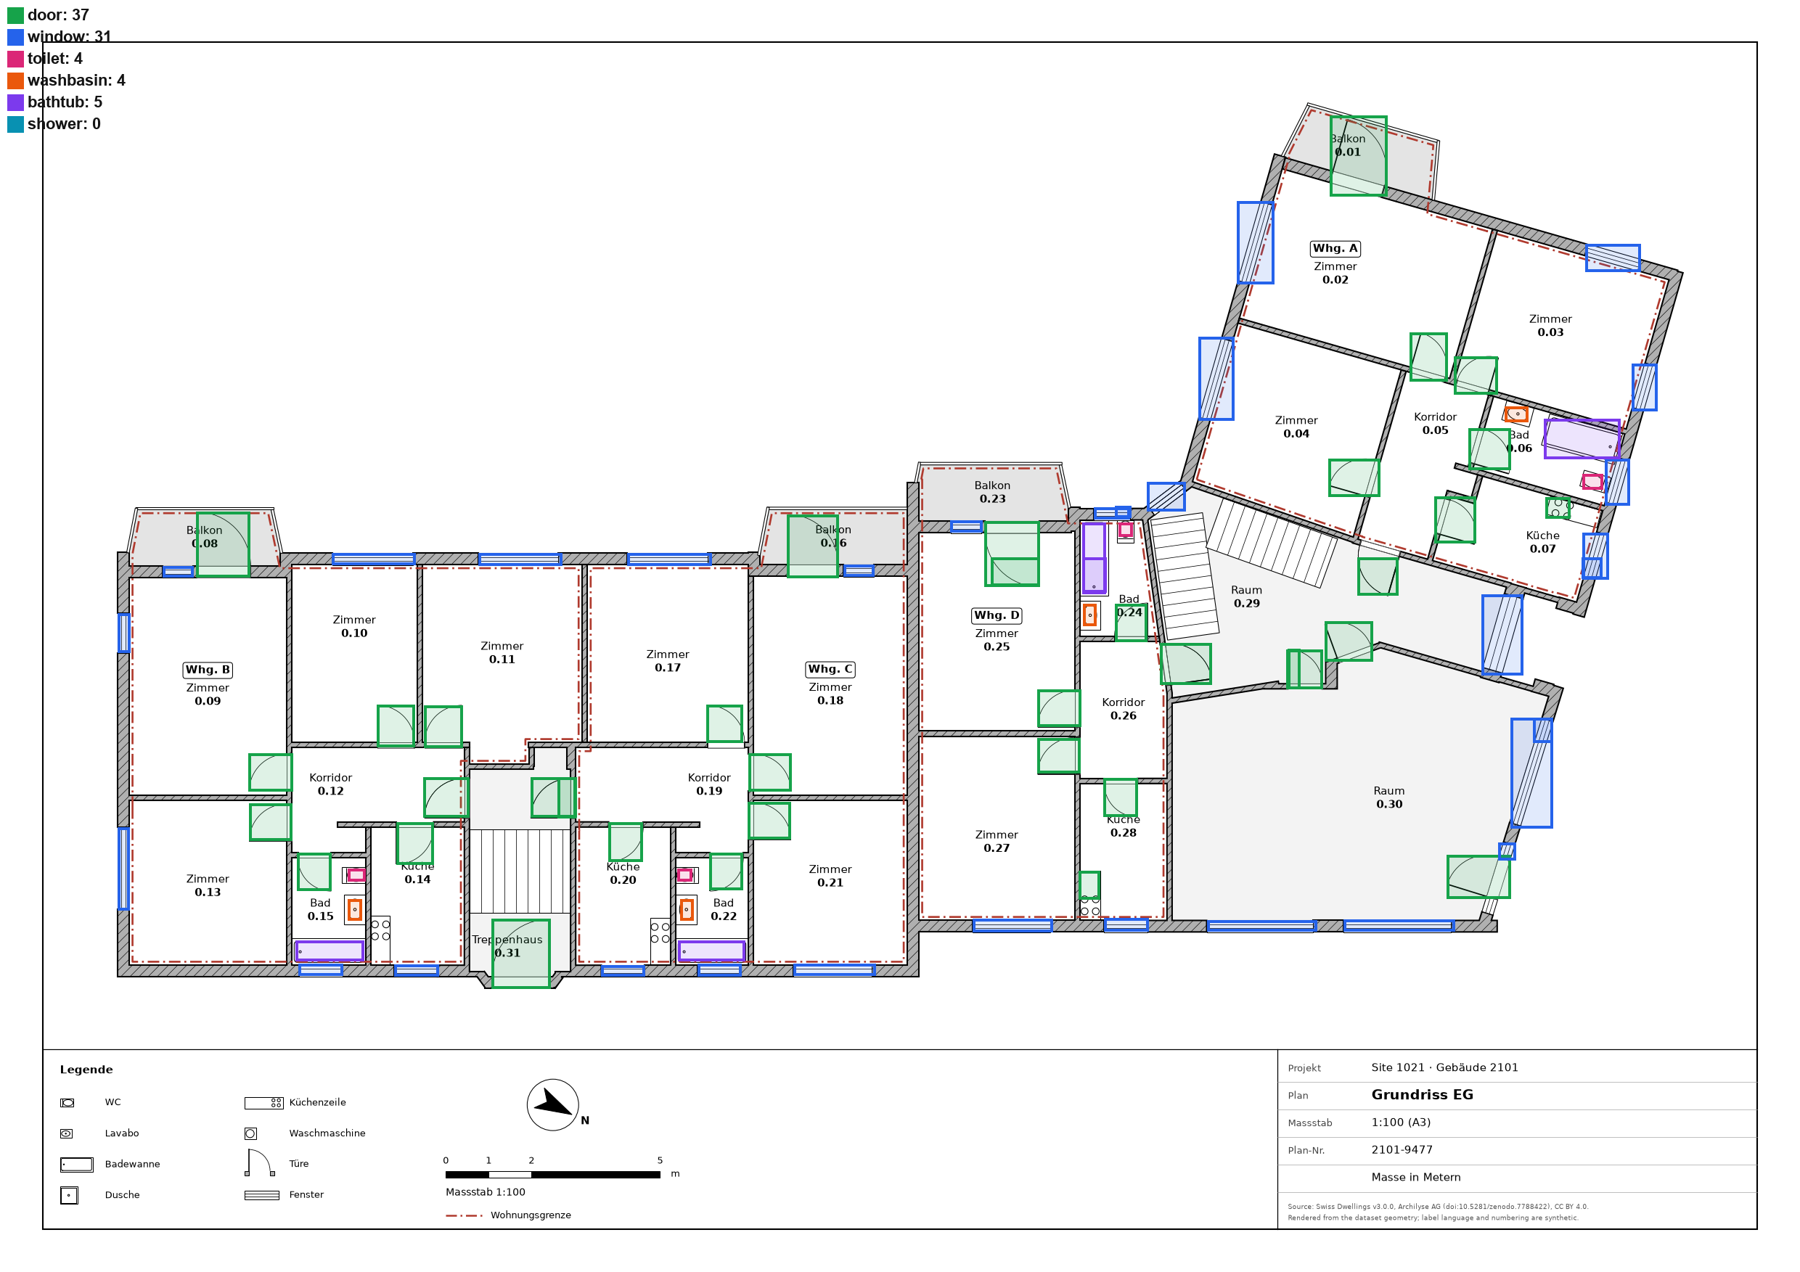 door: 37
window: 31
toilet: 4
washbasin: 4
bathtub: 5
shower: 0
Balkon
0.01
Whg. A
Zimmer
0.02
Zimmer
0.03
Zimmer
0.04
Korridor
0.05
Bad
0.06
Küche
0.07
Balkon
0.08
Whg. B
Zimmer
0.09
Zimmer
0.10
Zimmer
0.11
Korridor
0.12
Zimmer
0.13
Küche
0.14
Bad
0.15
Balkon
0.16
Zimmer
0.17
Whg. C
Zimmer
0.18
Korridor
0.19
Küche
0.20
Zimmer
0.21
Bad
0.22
Balkon
0.23
Bad
0.24
Whg. D
Zimmer
0.25
Korridor
0.26
Zimmer
0.27
Küche
0.28
Raum
0.29
Raum
0.30
Treppenhaus
0.31
Legende
WC
Lavabo
Badewanne
Dusche
Küchenzeile
Waschmaschine
Türe
Fenster
N
0 1 2 5 m
Massstab 1:100
Wohnungsgrenze
Projekt Site 1021 · Gebäude 2101
Plan Grundriss EG
Massstab 1:100 (A3)
Plan-Nr. 2101-9477
Masse in Metern
Source: Swiss Dwellings v3.0.0, Archilyse AG (doi:10.5281/zenodo.7788422), CC BY 4.0.
Rendered from the dataset geometry; label language and numbering are synthetic.